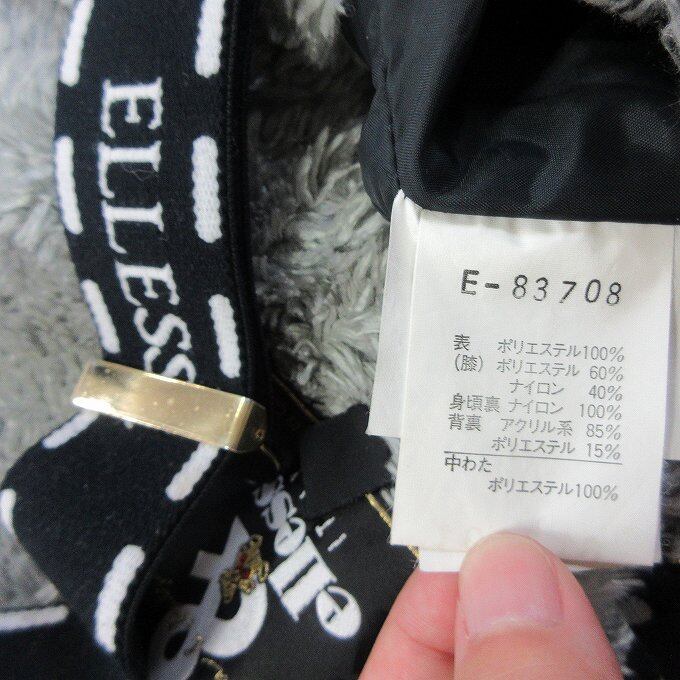 ELLESS
E-83708
表 ポリエステル100%
(膝) ポリエステル 60%
ナイロン 40%
身頃裏 ナイロン 100%
背裏 アクリル系 85%
ポリエステル 15%
中わた
ポリエステル100%
ellesse